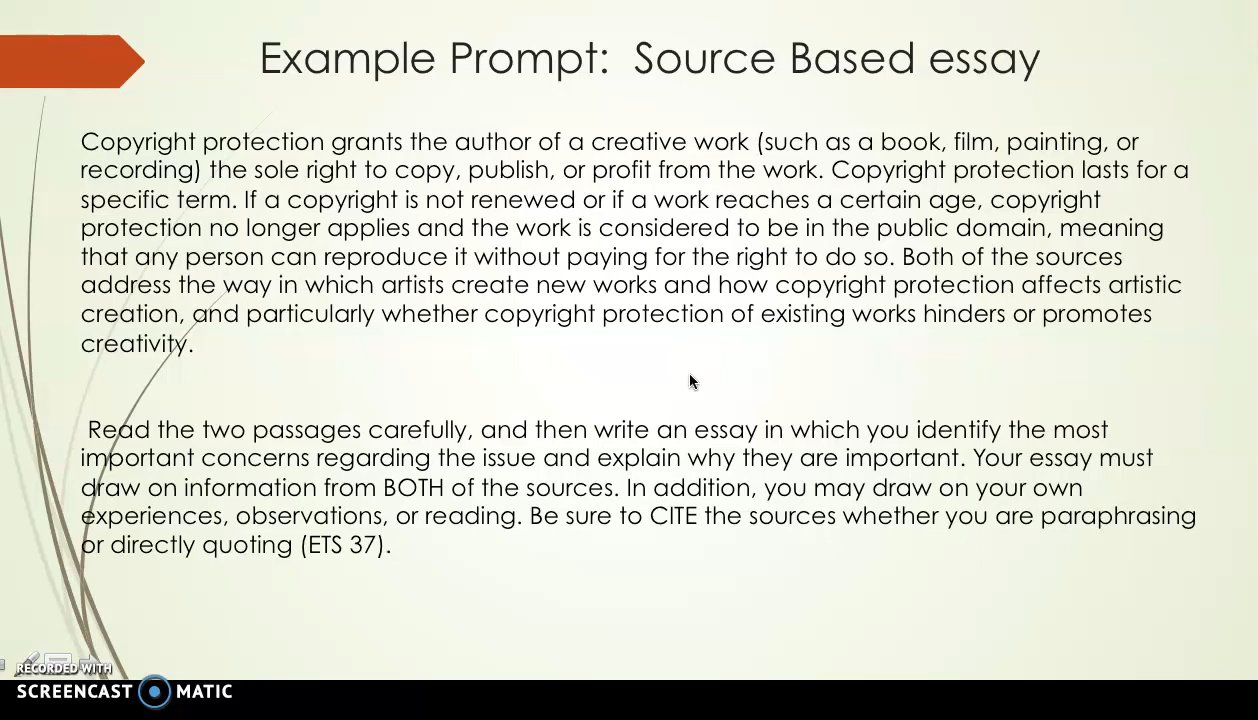 Example Prompt:  Source Based essay
Copyright protection grants the author of a creative work (such as a book, film, painting, or
recording) the sole right to copy, publish, or profit from the work. Copyright protection lasts for a
specific term. If a copyright is not renewed or if a work reaches a certain age, copyright
protection no longer applies and the work is considered to be in the public domain, meaning
that any person can reproduce it without paying for the right to do so. Both of the sources
address the way in which artists create new works and how copyright protection affects artistic
creation, and particularly whether copyright protection of existing works hinders or promotes
creativity.
Read the two passages carefully, and then write an essay in which you identify the most
important concerns regarding the issue and explain why they are important. Your essay must
draw on information from BOTH of the sources. In addition, you may draw on your own
experiences, observations, or reading. Be sure to CITE the sources whether you are paraphrasing
or directly quoting (ETS 37).
RECORDED WITH
SCREENCAST MATIC